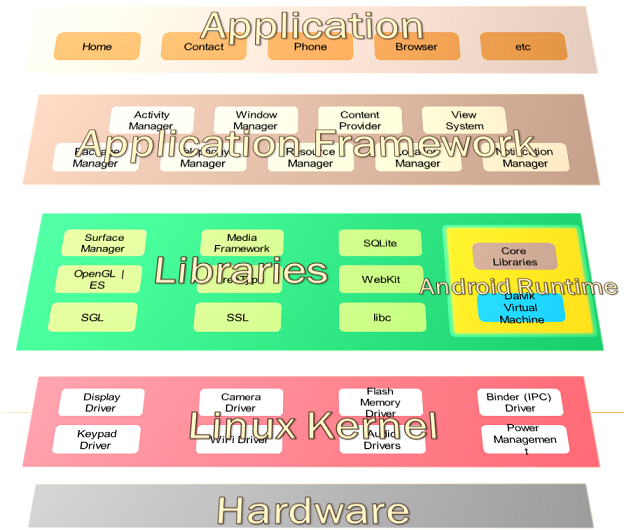 Application
Home
Contact
Phone
Browser
etc
Activity
Manager
Window
Manager
Content
Provider
View
System
Application Framework
Package
Manager
Telephony
Manager
Resource
Manager
Location
Manager
Notification
Manager
Surface
Manager
Media
Framework
SQLite
Core
Libraries
Libraries
OpenGL |
ES
WebKit
Android Runtime
Dalvik
Virtual
Machine
SGL
SSL
libc
Display
Driver
Camera
Driver
Flash
Memory
Driver
Binder (IPC)
Driver
Linux Kernel
Keypad
Driver
WiFi Driver
Audio
Drivers
Power
Managemen
t
Hardware